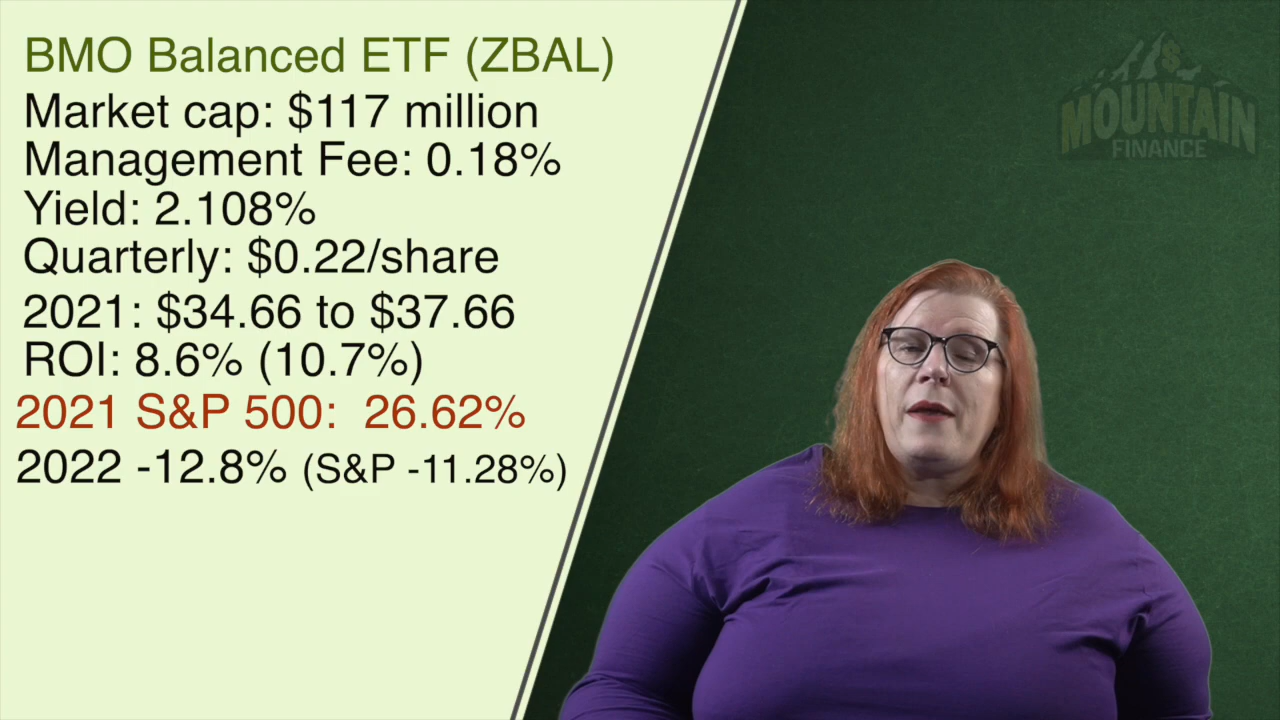 BMO Balanced ETF (ZBAL)
Market cap: $117 million
Management Fee: 0.18%
Yield: 2.108%
Quarterly: $0.22/share
2021: $34.66 to $37.66
ROI: 8.6% (10.7%)
2021 S&P 500: 26.62%
2022 -12.8% (S&P -11.28%)
$
MOUNTAIN
FINANCE